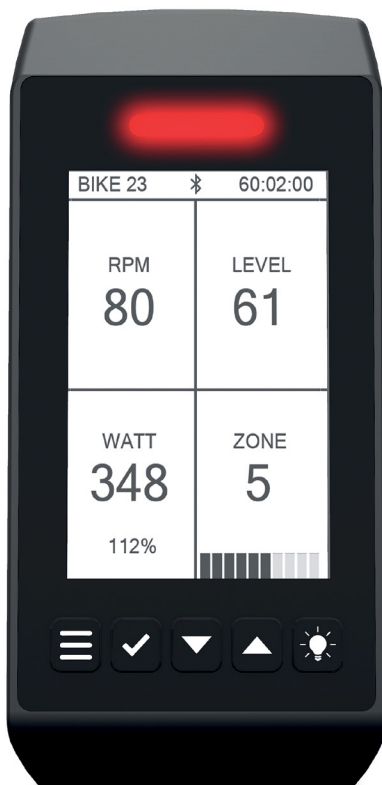 BIKE 23 60:02:00
RPM
80
LEVEL
61
WATT
348
112%
ZONE
5